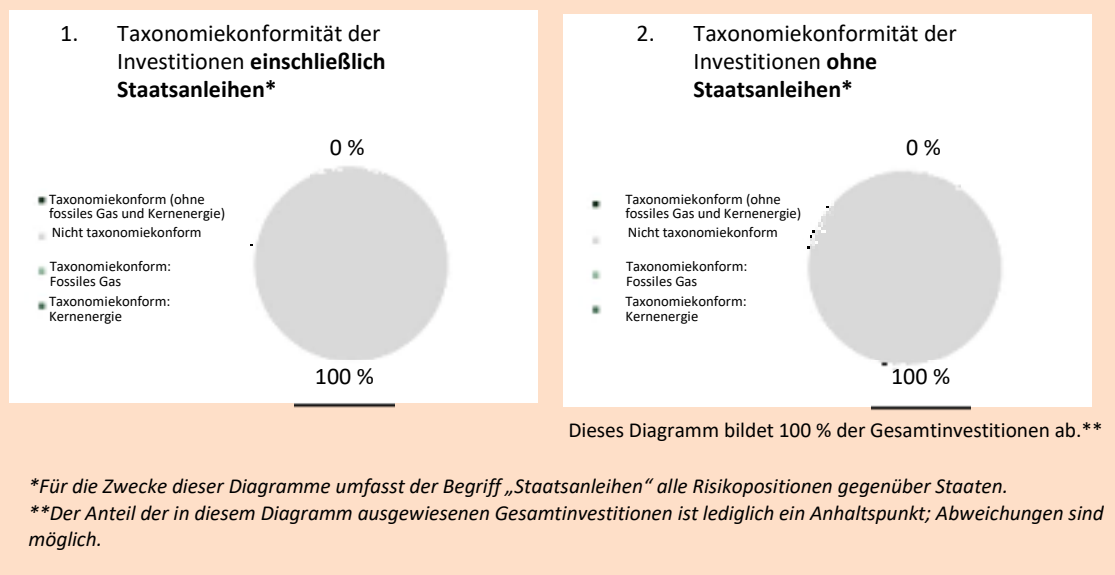 1. Taxonomiekonformität der
Investitionen einschließlich
Staatsanleihen*
0 %
Taxonomiekonform (ohne
fossiles Gas und Kernenergie)
Nicht taxonomiekonform
Taxonomiekonform:
Fossiles Gas
Taxonomiekonform:
Kernenergie
100 %
2. Taxonomiekonformität der
Investitionen ohne
Staatsanleihen*
0 %
Taxonomiekonform (ohne
fossiles Gas und Kernenergie)
Nicht taxonomiekonform
Taxonomiekonform:
Fossiles Gas
Taxonomiekonform:
Kernenergie
100 %
Dieses Diagramm bildet 100 % der Gesamtinvestitionen ab.**
*Für die Zwecke dieser Diagramme umfasst der Begriff „Staatsanleihen“ alle Risikopositionen gegenüber Staaten.
**Der Anteil der in diesem Diagramm ausgewiesenen Gesamtinvestitionen ist lediglich ein Anhaltspunkt; Abweichungen sind
möglich.